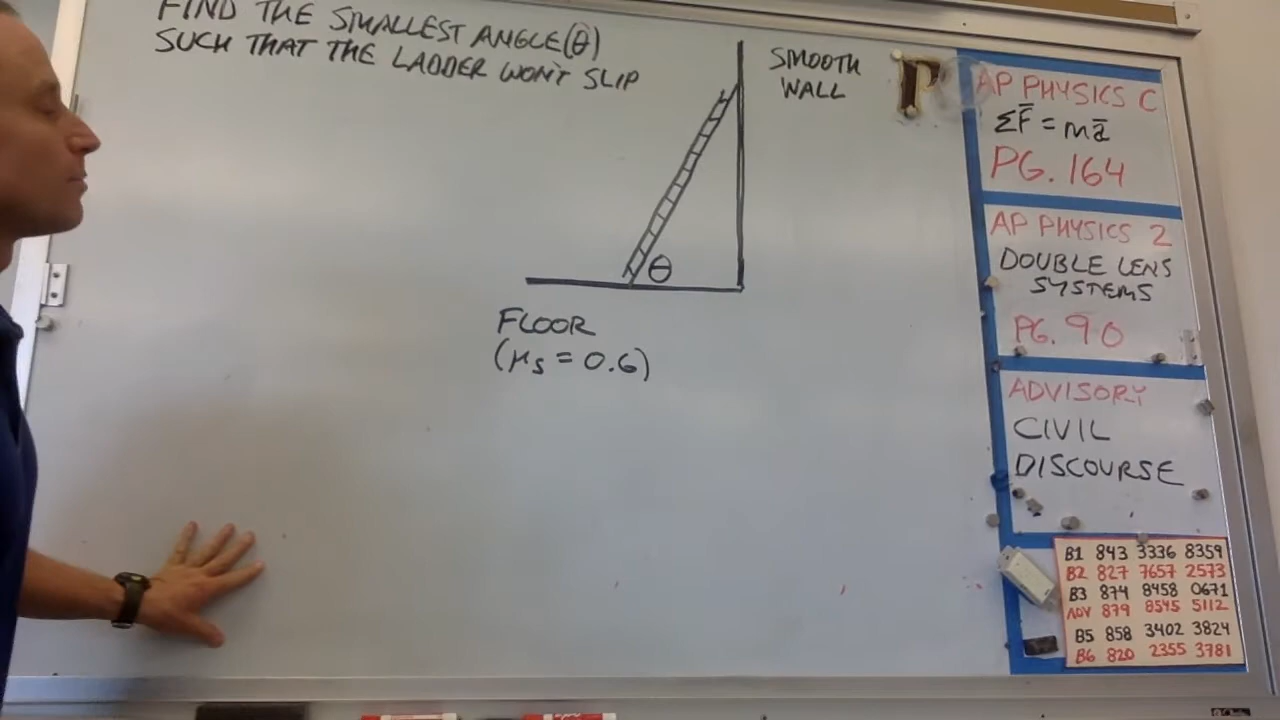 FIND THE SMALLEST ANGLE(θ)
SUCH THAT THE LADDER WON'T SLIP
SMOOTH
WALL
θ
FLOOR
(μs = 0.6)
P
AP PHYSICS C
ΣF̄ = mā
PG. 164
AP PHYSICS 2
DOUBLE LENS
SYSTEMS
PG. 90
ADVISORY
CIVIL
DISCOURSE
B1 843 3336 8359
B2 827 7657 2573
B3 874 8458 0671
ADV 879 8545 5112
B5 858 3402 3824
B6 820 2355 3781